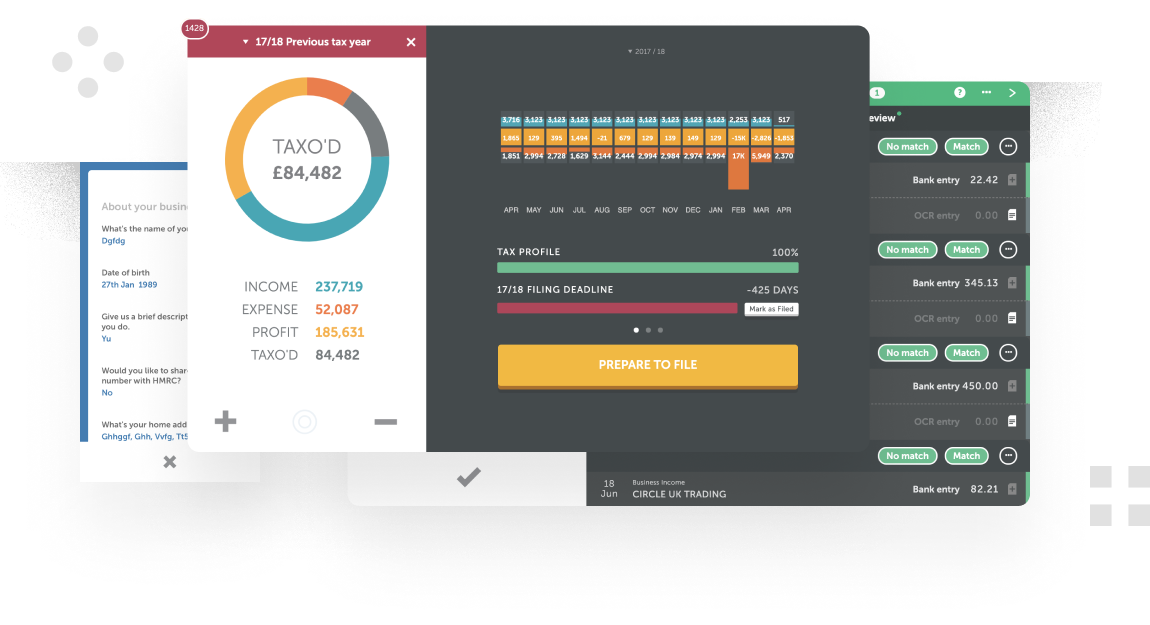 1428
17/18 Previous tax year
TAXO'D
£84,482
INCOME 237,719
EXPENSE 52,087
PROFIT 185,631
TAXO'D 84,482
2017 / 18
3,716 3,123 3,123 3,123 3,123 3,123 3,123 3,123 3,123 3,123 2,253 3,123 517
1,865 129 395 1,494 -21 679 129 139 149 129 -15K -2,826 -1,853
1,851 2,994 2,728 1,629 3,144 2,444 2,994 2,984 2,974 2,994 17K 5,949 2,370
APR MAY JUN JUL AUG SEP OCT NOV DEC JAN FEB MAR APR
TAX PROFILE 100%
17/18 FILING DEADLINE -425 DAYS
Mark as Filed
PREPARE TO FILE
About your busin
What's the name of you
Dgfdg
Date of birth
27th Jan 1989
Give us a brief descript
you do.
Yu
Would you like to shar
number with HMRC?
No
What's your home add
Ghhggf, Ghh, Vvfg, Tt5
1 ?
eview
No match Match
Bank entry 22.42
OCR entry 0.00
No match Match
Bank entry 345.13
OCR entry 0.00
No match Match
Bank entry 450.00
OCR entry 0.00
No match Match
18 Jun
Business Income
CIRCLE UK TRADING
Bank entry 82.21